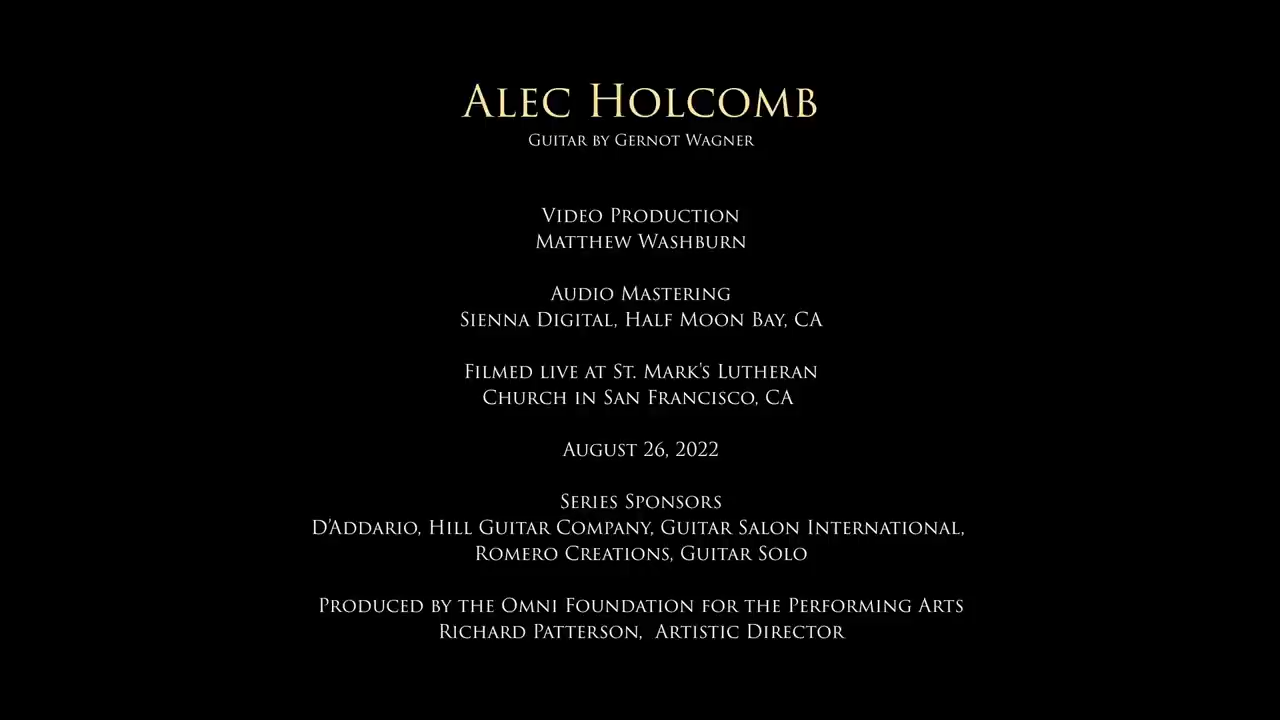 Alec Holcomb
Guitar by Gernot Wagner
Video Production
Matthew Washburn
Audio Mastering
Sienna Digital, Half Moon Bay, CA
Filmed live at St. Mark's Lutheran
Church in San Francisco, CA
August 26, 2022
Series Sponsors
D'Addario, Hill Guitar Company, Guitar Salon International,
Romero Creations, Guitar Solo
Produced by the Omni Foundation for the Performing Arts
Richard Patterson, Artistic Director